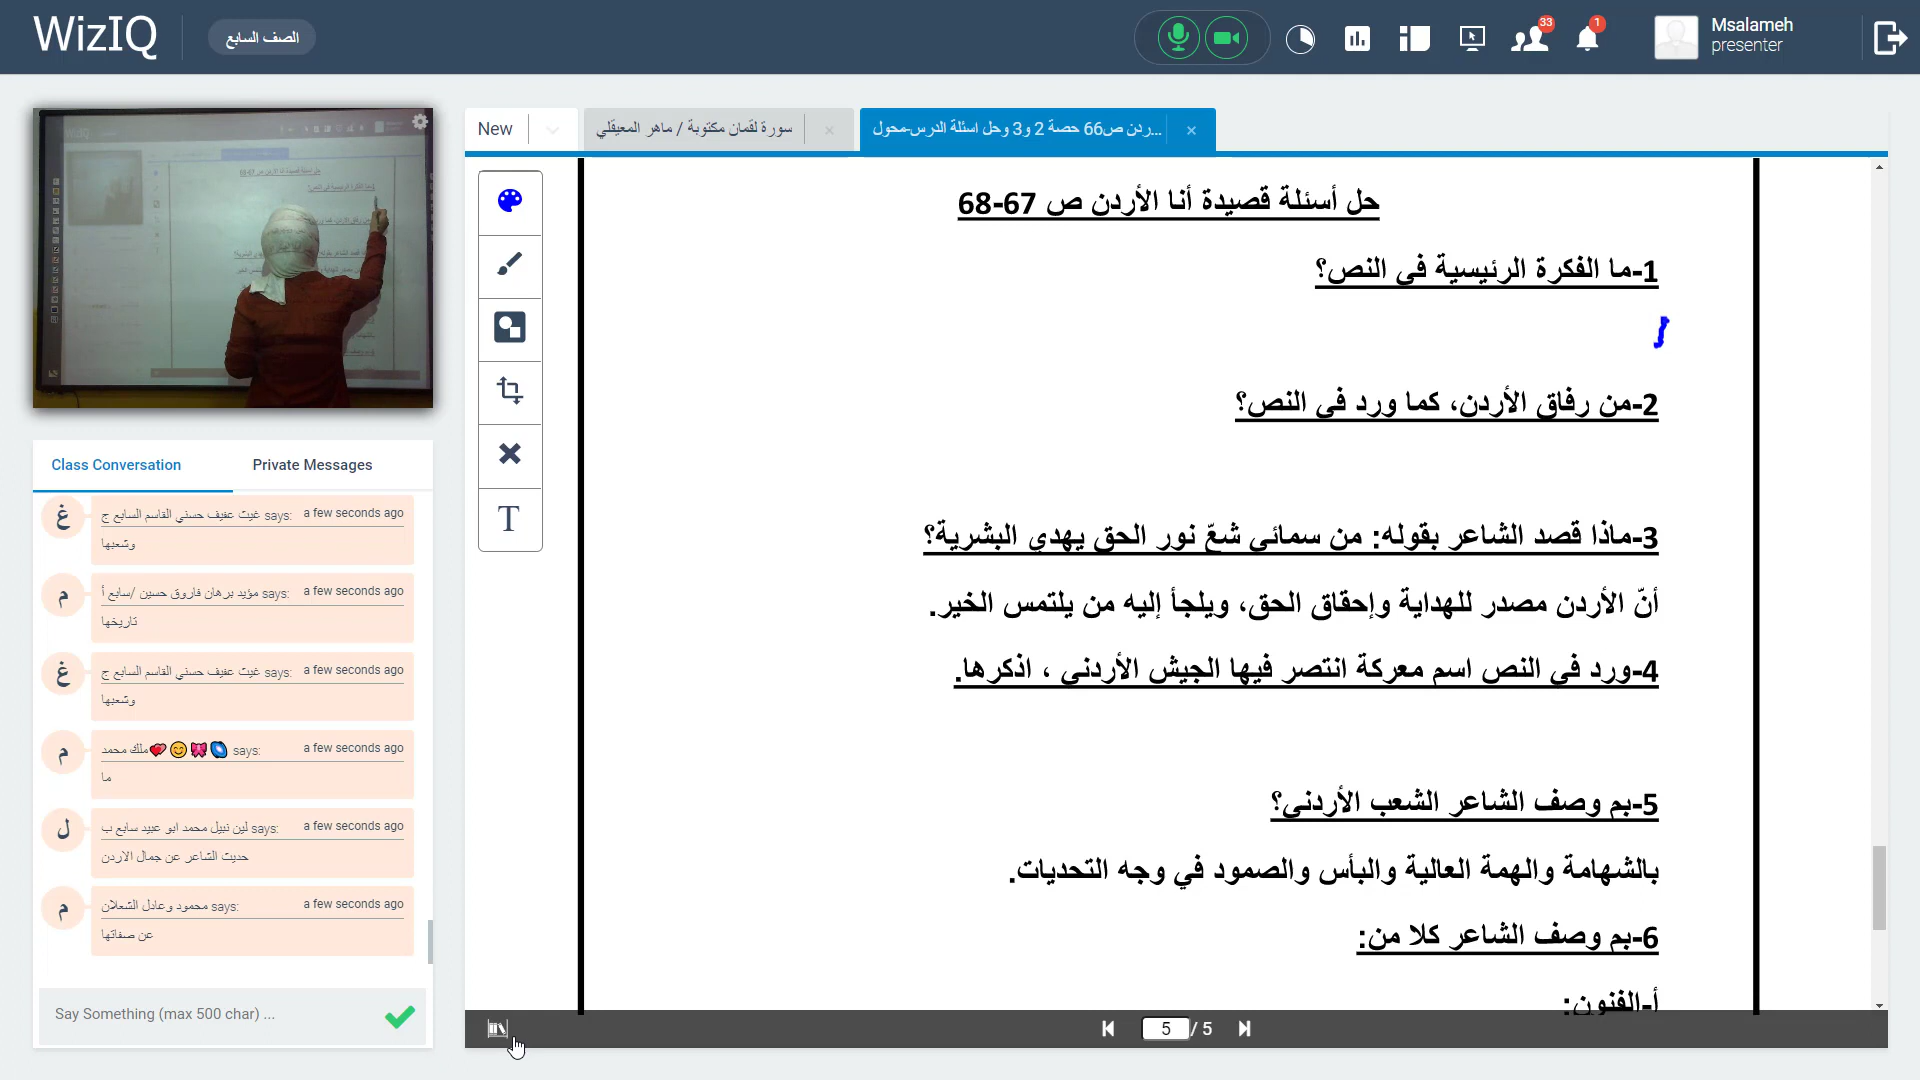 WizIQ
الصف السابع
33
1
Msalameh
presenter
New
سورة لقمان مكتوبة / ماهر المعيقلي
ردن ص66 حصة 2 و3 وحل اسئلة الدرس-محول...
حل أسئلة قصيدة أنا الأردن ص 67-68
1-ما الفكرة الرئيسية في النص؟
2-من رفاق الأردن، كما ورد في النص؟
3-ماذا قصد الشاعر بقوله: من سمائي شعّ نور الحق يهدي البشرية؟
أنّ الأردن مصدر للهداية وإحقاق الحق، ويلجأ إليه من يلتمس الخير.
4-ورد في النص اسم معركة انتصر فيها الجيش الأردني ، اذكرها.
5-بم وصف الشاعر الشعب الأردني؟
بالشهامة والهمة العالية والبأس والصمود في وجه التحديات.
6-بم وصف الشاعر كلا من:
أ-الفنون:
T
5 / 5
Class Conversation
Private Messages
غ
غيث عفيف حسني القاسم السابع ج says: a few seconds ago
وشعبها
م
مؤيد برهان فاروق حسين /سابع أ says: a few seconds ago
تاريخها
غ
غيث عفيف حسني القاسم السابع ج says: a few seconds ago
وشعبها
م
ملك محمد💕😊🎀🧿 says: a few seconds ago
ما
ل
لين نبيل محمد ابو عبيد سابع ب says: a few seconds ago
حديث الشاعر عن جمال الاردن
م
محمود وعادل الشعلان says: a few seconds ago
عن صفاتها
Say Something (max 500 char) ...